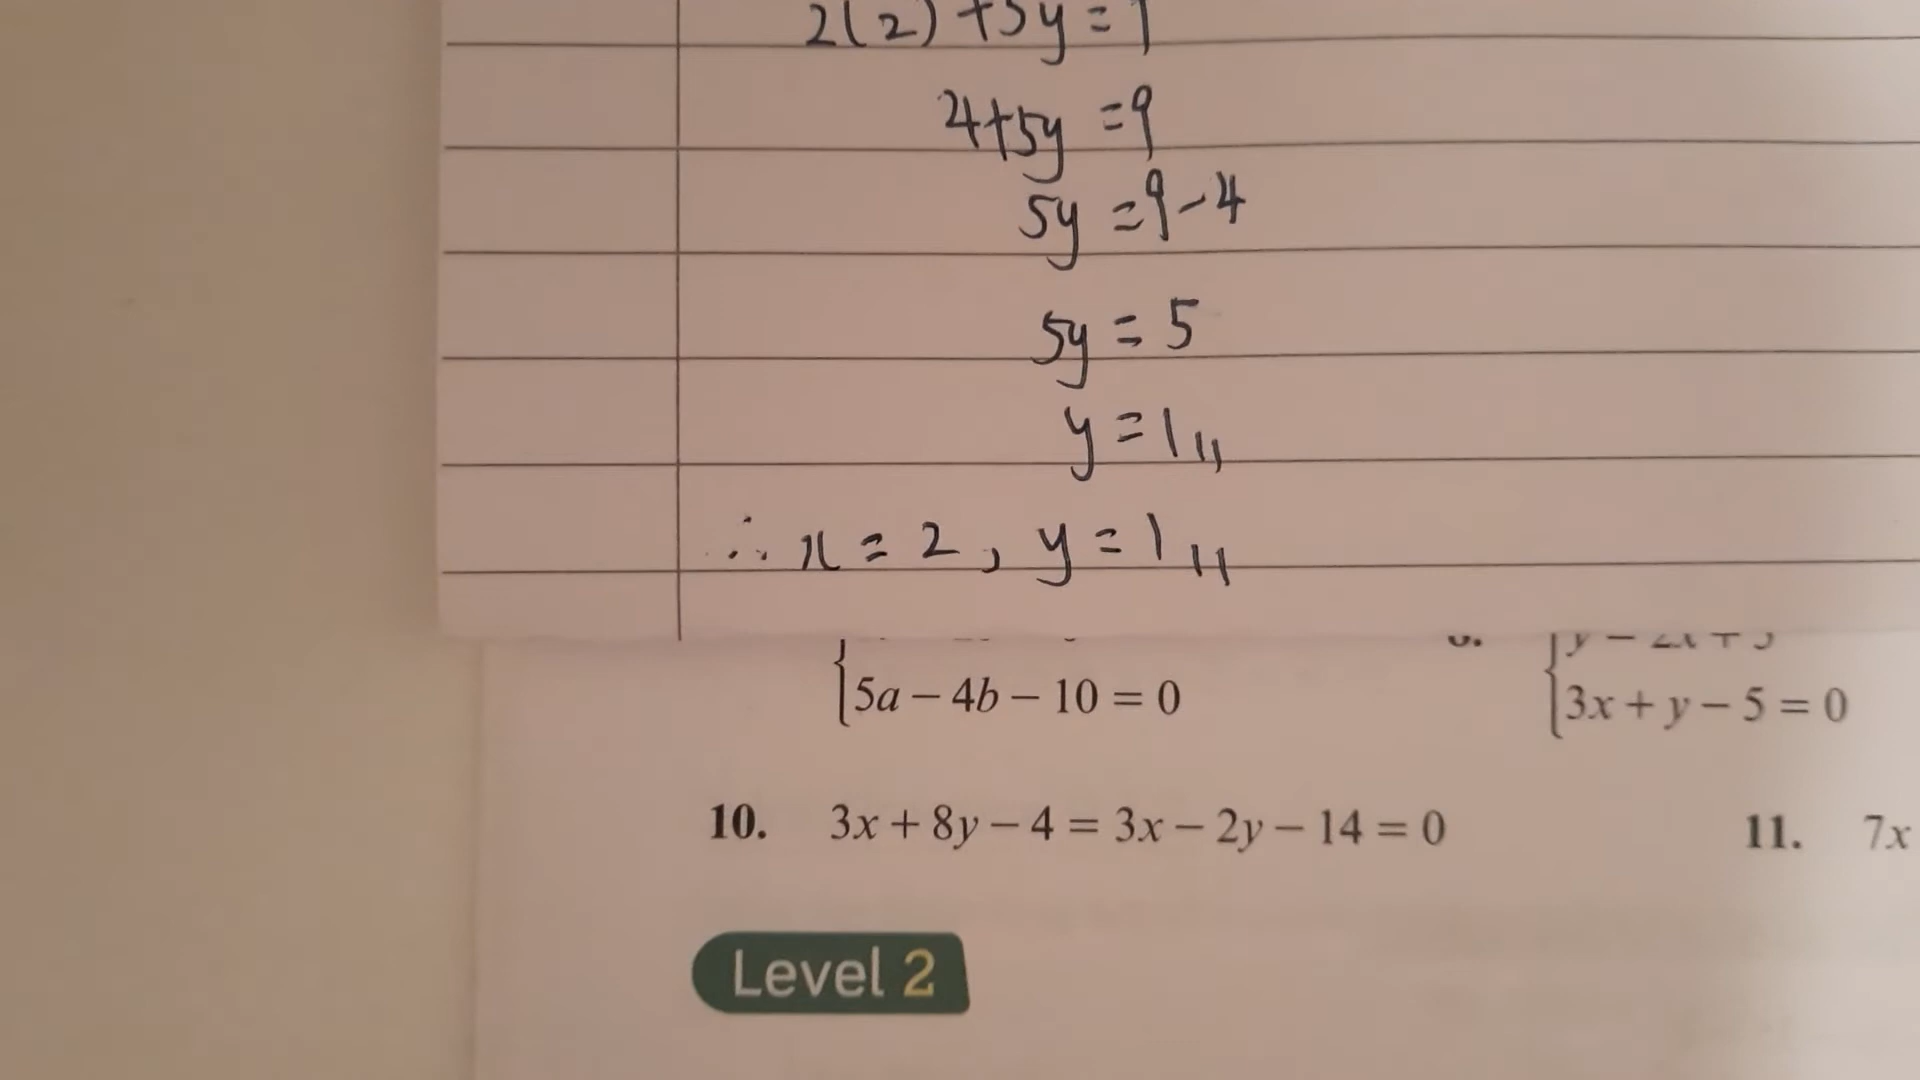 2(2) + 5y = 9
4+5y = 9
5y = 9 - 4
5y = 5
y = 1
∴ x = 2, y = 1
5a – 4b – 10 = 0
3x + y – 5 = 0
10. 3x + 8y – 4 = 3x – 2y – 14 = 0
11. 7x
Level 2